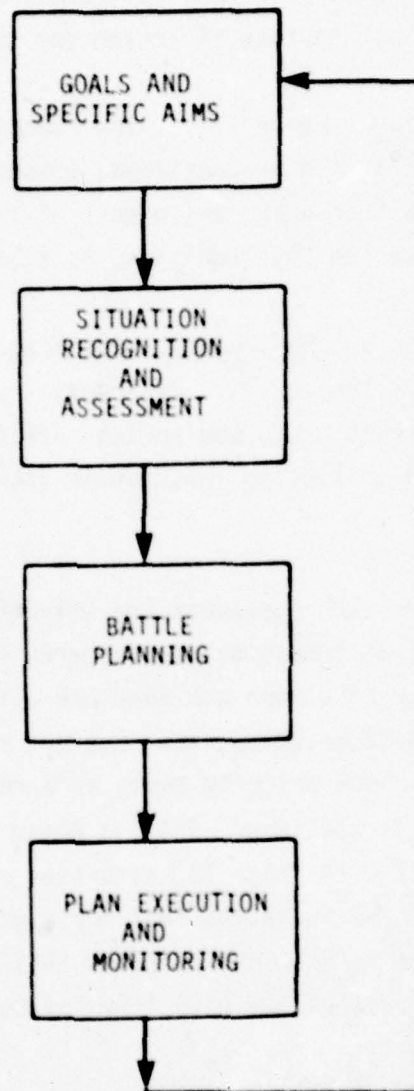 GOALS AND
SPECIFIC AIMS
SITUATION
RECOGNITION
AND
ASSESSMENT
BATTLE
PLANNING
PLAN EXECUTION
AND
MONITORING